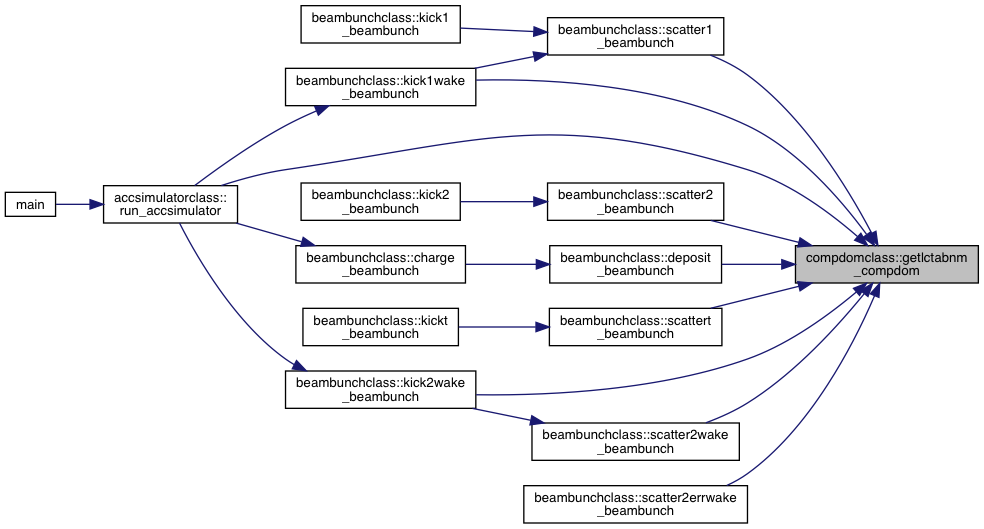 beambunchclass::kick1
_beambunch
beambunchclass::scatter1
_beambunch
beambunchclass::kick1wake
_beambunch
main
accsimulatorclass::
run_accsimulator
beambunchclass::kick2
_beambunch
beambunchclass::scatter2
_beambunch
beambunchclass::charge
_beambunch
beambunchclass::deposit
_beambunch
compdomclass::getlctabnm
_compdom
beambunchclass::kickt
_beambunch
beambunchclass::scattert
_beambunch
beambunchclass::kick2wake
_beambunch
beambunchclass::scatter2wake
_beambunch
beambunchclass::scatter2errwake
_beambunch